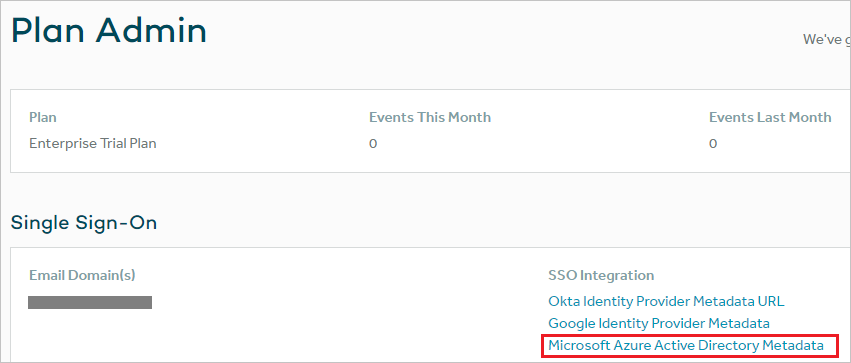 Plan Admin
We've g
Plan Events This Month Events Last Month
Enterprise Trial Plan 0 0
Single Sign-On
Email Domain(s) SSO Integration
Okta Identity Provider Metadata URL
Google Identity Provider Metadata
Microsoft Azure Active Directory Metadata